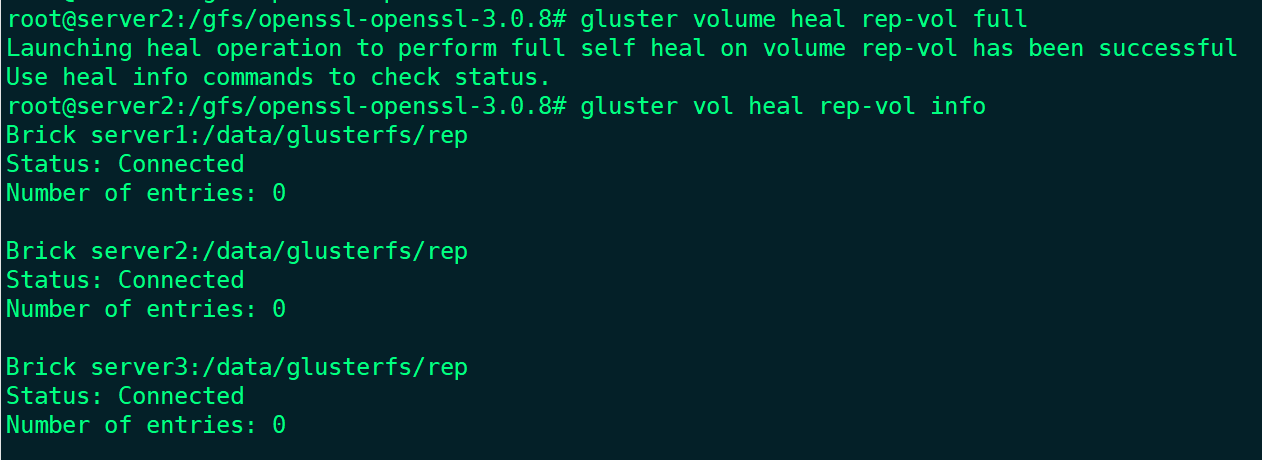 root@server2:/gfs/openssl-openssl-3.0.8# gluster volume heal rep-vol full
Launching heal operation to perform full self heal on volume rep-vol has been successful
Use heal info commands to check status.
root@server2:/gfs/openssl-openssl-3.0.8# gluster vol heal rep-vol info
Brick server1:/data/glusterfs/rep
Status: Connected
Number of entries: 0
Brick server2:/data/glusterfs/rep
Status: Connected
Number of entries: 0
Brick server3:/data/glusterfs/rep
Status: Connected
Number of entries: 0